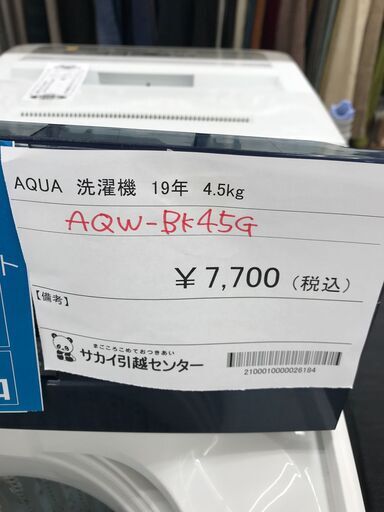 AQUA 洗濯機 19年 4.5kg
AQW-BK45G
¥7,700(税込)
【備考】
まごころこめておつきあい
サカイ引越センター
2100010000026184
ト